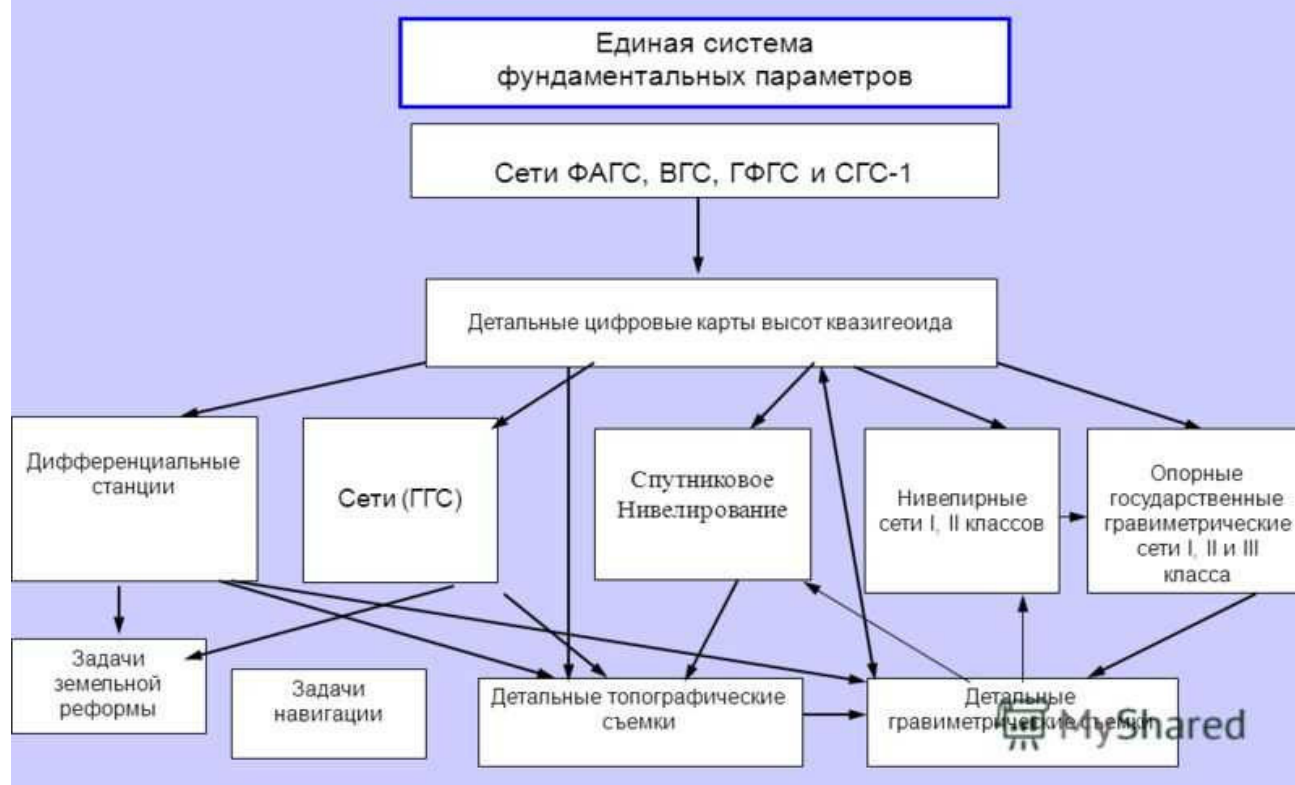 Единая система
фундаментальных параметров
Сети ФАГС, ВГС, ГФГС и СГС-1
Детальные цифровые карты высот квазигеоида
Дифференциальные
станции
Сети (ГГС)
Спутниковое
Нивелирование
Нивелирные
сети I, II классов
Опорные
государственные
гравиметрические
сети I, II и III
класса
Задачи
земельной
реформы
Задачи
навигации
Детальные топографические
съемки
Детальные
гравиметрические съемки
MyShared